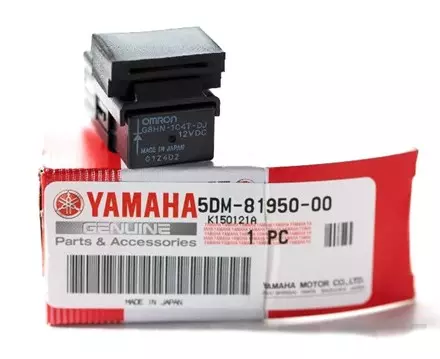 OMRON
G8HN-1C4T-DJ
12VDC
MADE IN JAPAN
61Z4D2
YAMAHA
GENUINE
Parts & Accessories
MADE IN JAPAN
5DM-81950-00
K150121A
1 PC
YAMAHA MOTOR CO., LTD.